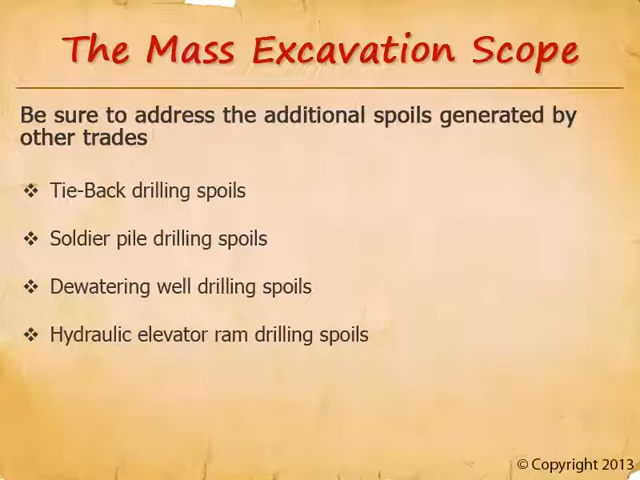 The Mass Excavation Scope
Be sure to address the additional spoils generated by
other trades
❖ Tie-Back drilling spoils
❖ Soldier pile drilling spoils
❖ Dewatering well drilling spoils
❖ Hydraulic elevator ram drilling spoils
© Copyright 2013